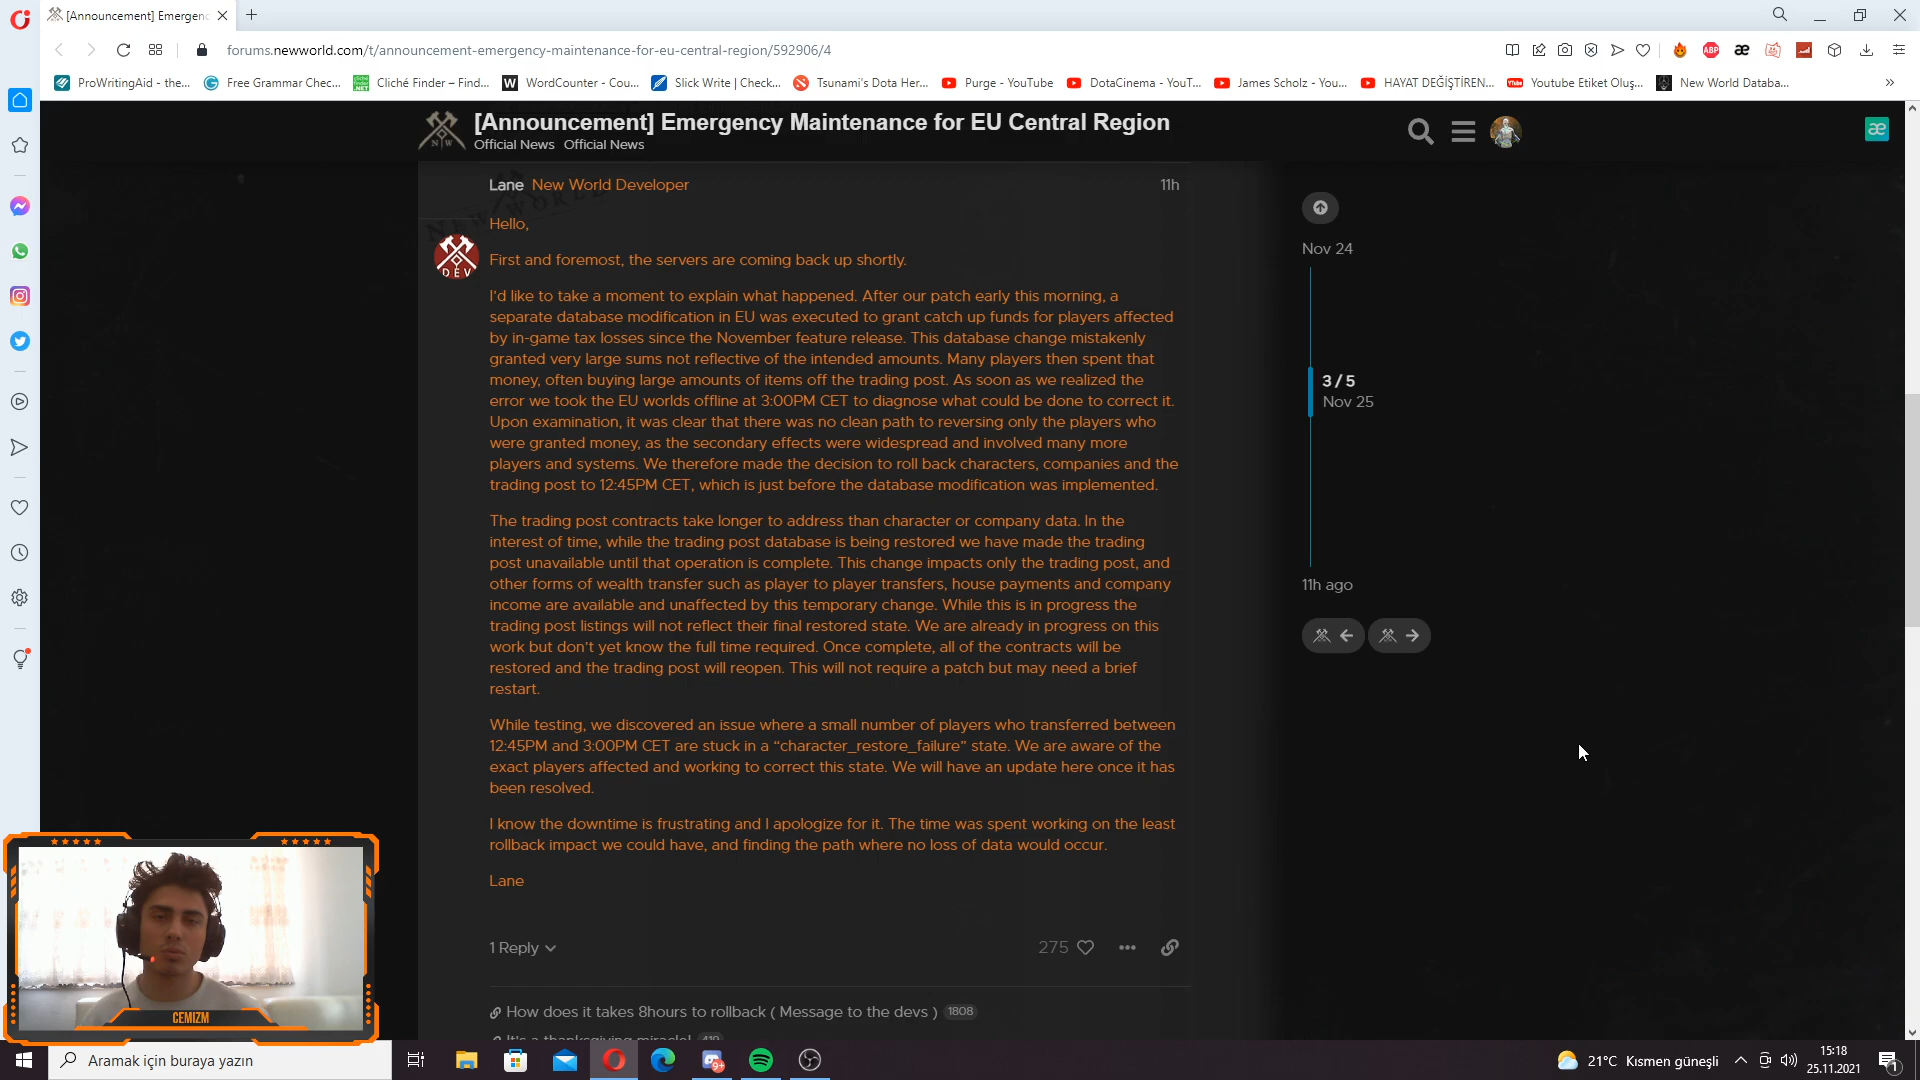 [Announcement] Emergenc
forums.newworld.com/t/announcement-emergency-maintenance-for-eu-central-region/592906/4
ABP
æ
ProWritingAid - the...
Free Grammar Chec...
Cliché Finder – Find...
WordCounter - Cou...
Slick Write | Check...
Tsunami's Dota Her...
Purge - YouTube
DotaCinema - YouT...
James Scholz - You...
HAYAT DEĞİŞTİREN...
Youtube Etiket Oluş...
New World Databa...
»
[Announcement] Emergency Maintenance for EU Central Region
Official News Official News
æ
Lane New World Developer
11h
DEV
Hello,
First and foremost, the servers are coming back up shortly.
I'd like to take a moment to explain what happened. After our patch early this morning, a
separate database modification in EU was executed to grant catch up funds for players affected
by in-game tax losses since the November feature release. This database change mistakenly
granted very large sums not reflective of the intended amounts. Many players then spent that
money, often buying large amounts of items off the trading post. As soon as we realized the
error we took the EU worlds offline at 3:00PM CET to diagnose what could be done to correct it.
Upon examination, it was clear that there was no clean path to reversing only the players who
were granted money, as the secondary effects were widespread and involved many more
players and systems. We therefore made the decision to roll back characters, companies and the
trading post to 12:45PM CET, which is just before the database modification was implemented.
The trading post contracts take longer to address than character or company data. In the
interest of time, while the trading post database is being restored we have made the trading
post unavailable until that operation is complete. This change impacts only the trading post, and
other forms of wealth transfer such as player to player transfers, house payments and company
income are available and unaffected by this temporary change. While this is in progress the
trading post listings will not reflect their final restored state. We are already in progress on this
work but don't yet know the full time required. Once complete, all of the contracts will be
restored and the trading post will reopen. This will not require a patch but may need a brief
restart.
While testing, we discovered an issue where a small number of players who transferred between
12:45PM and 3:00PM CET are stuck in a "character_restore_failure" state. We are aware of the
exact players affected and working to correct this state. We will have an update here once it has
been resolved.
I know the downtime is frustrating and I apologize for it. The time was spent working on the least
rollback impact we could have, and finding the path where no loss of data would occur.
Lane
1 Reply
275
How does it takes 8hours to rollback ( Message to the devs ) 1808
It's a thanksgiving miracle! 419
Nov 24
3 / 5
Nov 25
11h ago
CEMIZM
Aramak için buraya yazın
9+
21°C Kısmen güneşli
15:18
25.11.2021
1